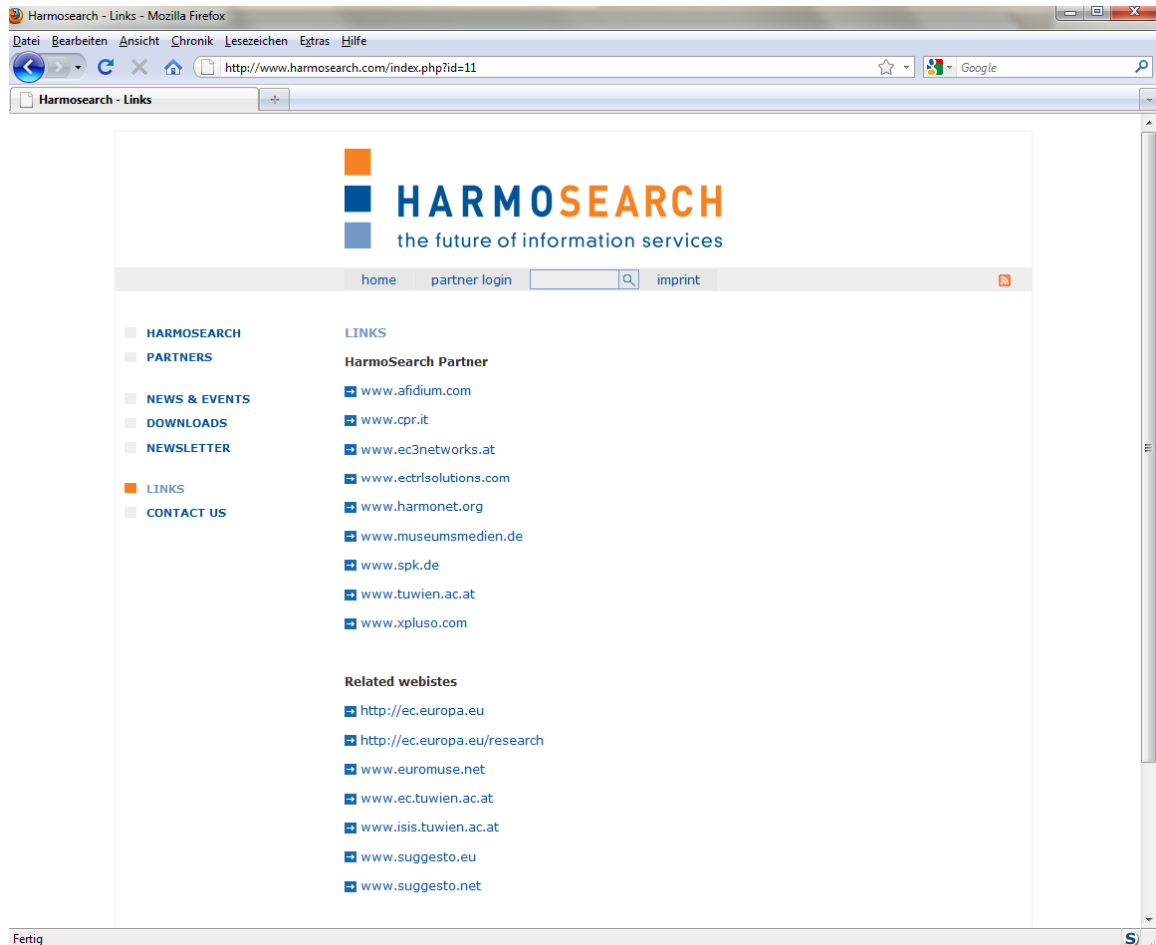 Harmosearch - Links - Mozilla Firefox
Datei Bearbeiten Ansicht Chronik Lesezeichen Extras Hilfe
http://www.harmosearch.com/index.php?id=11 Google
Harmosearch - Links
HARMOSEARCH
the future of information services
home partner login imprint
HARMOSEARCH
PARTNERS
NEWS & EVENTS
DOWNLOADS
NEWSLETTER
LINKS
CONTACT US
LINKS
HarmoSearch Partner
www.afidium.com
www.cpr.it
www.ec3networks.at
www.ectrlsolutions.com
www.harmonet.org
www.museumsmedien.de
www.spk.de
www.tuwien.ac.at
www.xpluso.com
Related webistes
http://ec.europa.eu
http://ec.europa.eu/research
www.euromuse.net
www.ec.tuwien.ac.at
www.isis.tuwien.ac.at
www.suggesto.eu
www.suggesto.net
Fertig
S